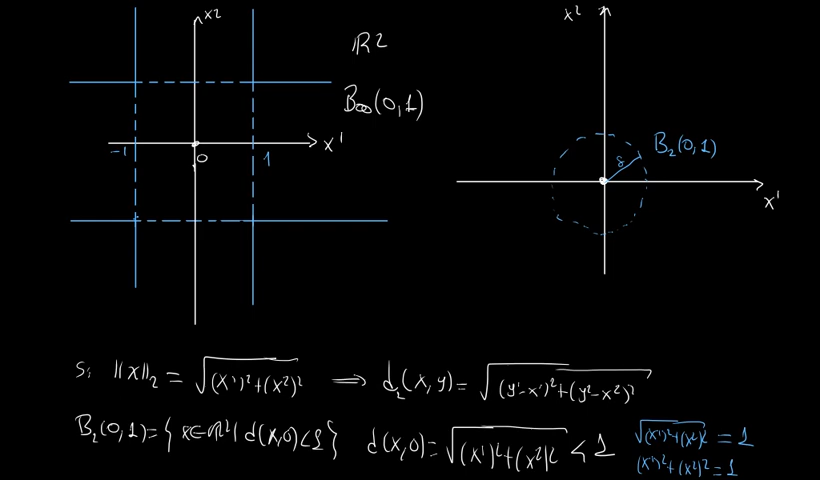 x2
ℝ2
B∞(0,1)
-1 0 1 x¹
x²
B₂(0,1)
δ
x¹
Si ||x||₂ = √((x¹)²+(x²)²) ⟹ d₂(x,y) = √((y¹-x¹)²+(y²-x²)²)
B₂(0,1)={x∈ℝ²| d(x,0)<1} d(x,0)=√((x¹)²+(x²)²) < 1 √((x¹)²+(x²)²) = 1
(x¹)²+(x²)² = 1